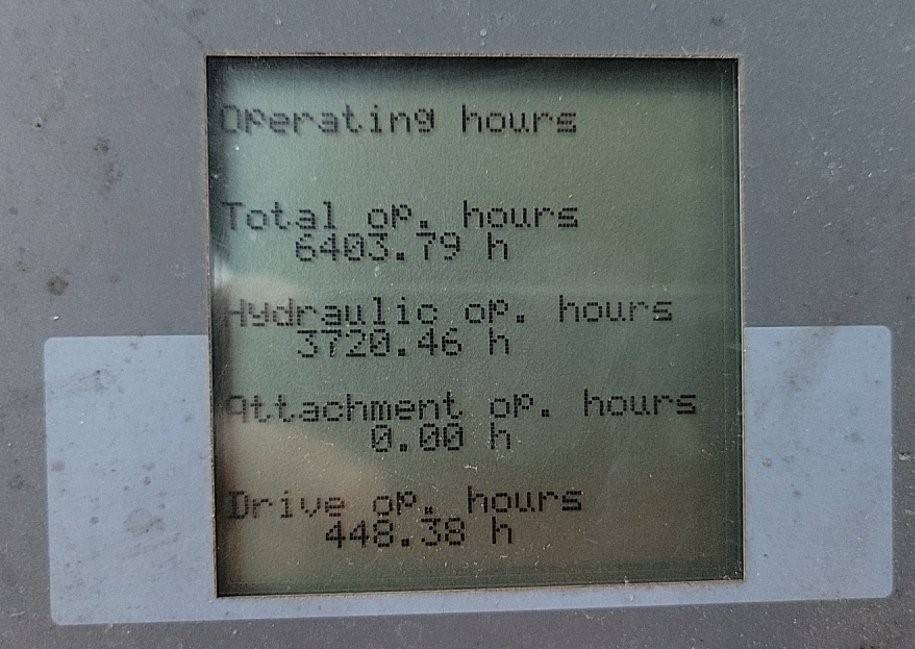 Operating hours
Total op. hours
6403.79 h
Hydraulic op. hours
3720.46 h
Attachment op. hours
0.00 h
Drive op. hours
448.38 h